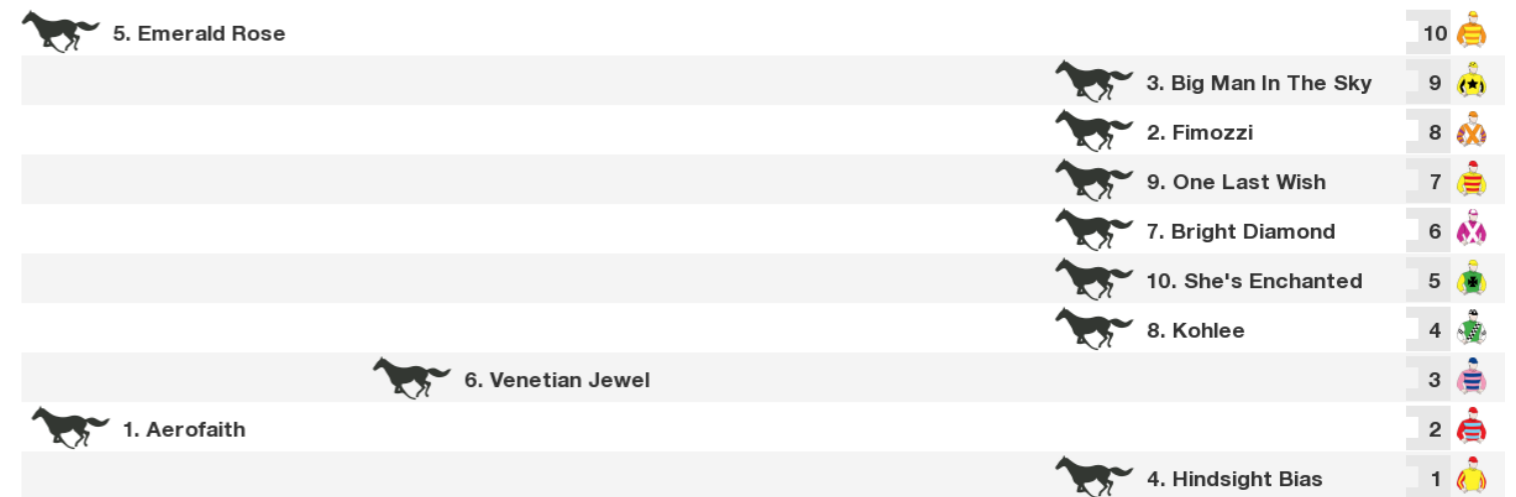 5. Emerald Rose 10
3. Big Man In The Sky 9
2. Fimozzi 8
9. One Last Wish 7
7. Bright Diamond 6
10. She's Enchanted 5
8. Kohlee 4
6. Venetian Jewel 3
1. Aerofaith 2
4. Hindsight Bias 1